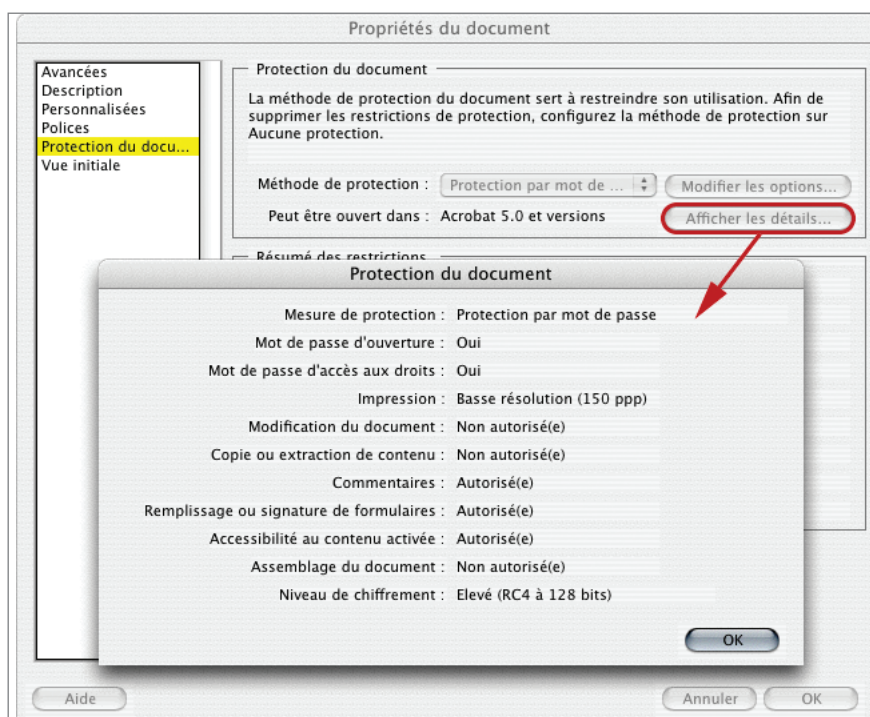 Propriétés du document
Avancées
Description
Personnalisées
Polices
Protection du docu...
Vue initiale
Protection du document
La méthode de protection du document sert à restreindre son utilisation. Afin de
supprimer les restrictions de protection, configurez la méthode de protection sur
Aucune protection.
Méthode de protection : Protection par mot de ... Modifier les options...
Peut être ouvert dans : Acrobat 5.0 et versions Afficher les détails...
Résumé des restrictions
Protection du document
Mesure de protection : Protection par mot de passe
Mot de passe d'ouverture : Oui
Mot de passe d'accès aux droits : Oui
Impression : Basse résolution (150 ppp)
Modification du document : Non autorisé(e)
Copie ou extraction de contenu : Non autorisé(e)
Commentaires : Autorisé(e)
Remplissage ou signature de formulaires : Autorisé(e)
Accessibilité au contenu activée : Autorisé(e)
Assemblage du document : Non autorisé(e)
Niveau de chiffrement : Elevé (RC4 à 128 bits)
OK
Aide Annuler OK